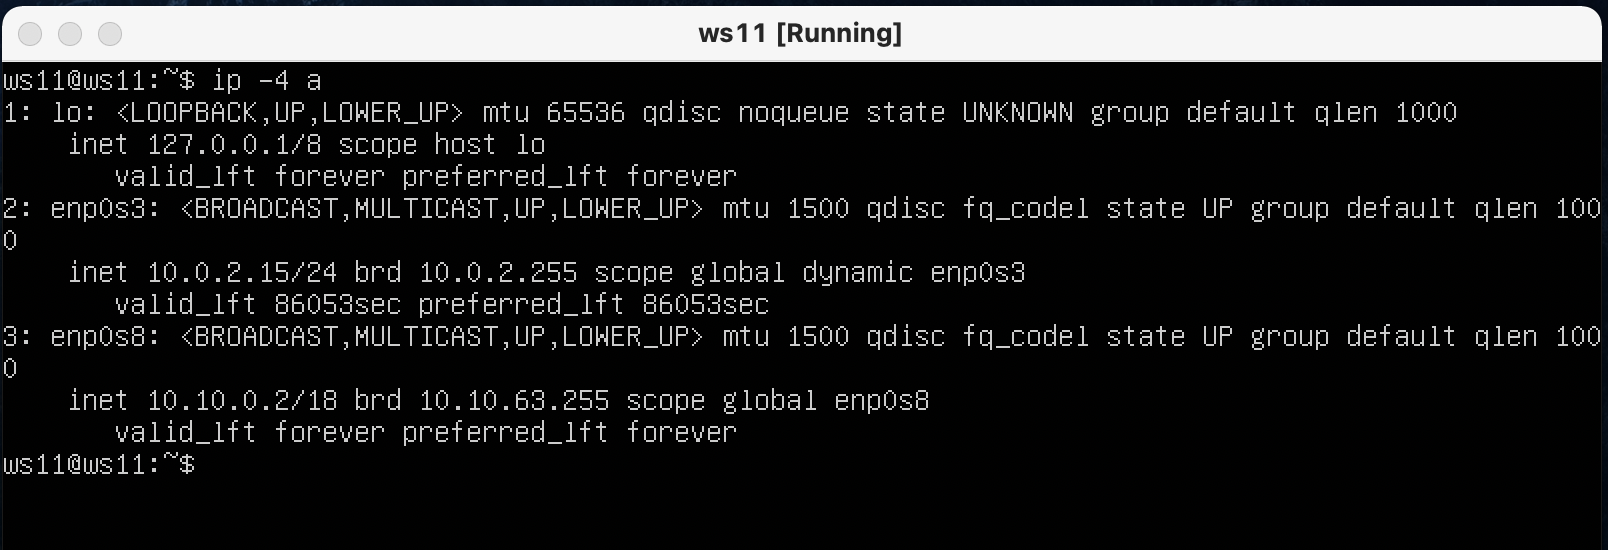 ws11 [Running]
ws11@ws11:~$ ip -4 a
1: lo: <LOOPBACK,UP,LOWER_UP> mtu 65536 qdisc noqueue state UNKNOWN group default qlen 1000
    inet 127.0.0.1/8 scope host lo
       valid_lft forever preferred_lft forever
2: enp0s3: <BROADCAST,MULTICAST,UP,LOWER_UP> mtu 1500 qdisc fq_codel state UP group default qlen 100
0
    inet 10.0.2.15/24 brd 10.0.2.255 scope global dynamic enp0s3
       valid_lft 86053sec preferred_lft 86053sec
3: enp0s8: <BROADCAST,MULTICAST,UP,LOWER_UP> mtu 1500 qdisc fq_codel state UP group default qlen 100
0
    inet 10.10.0.2/18 brd 10.10.63.255 scope global enp0s8
       valid_lft forever preferred_lft forever
ws11@ws11:~$